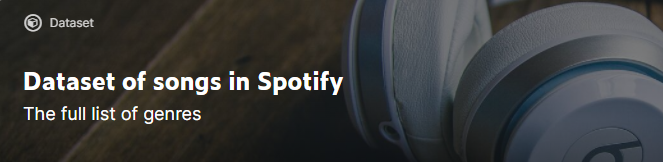 Dataset
Dataset of songs in Spotify
The full list of genres